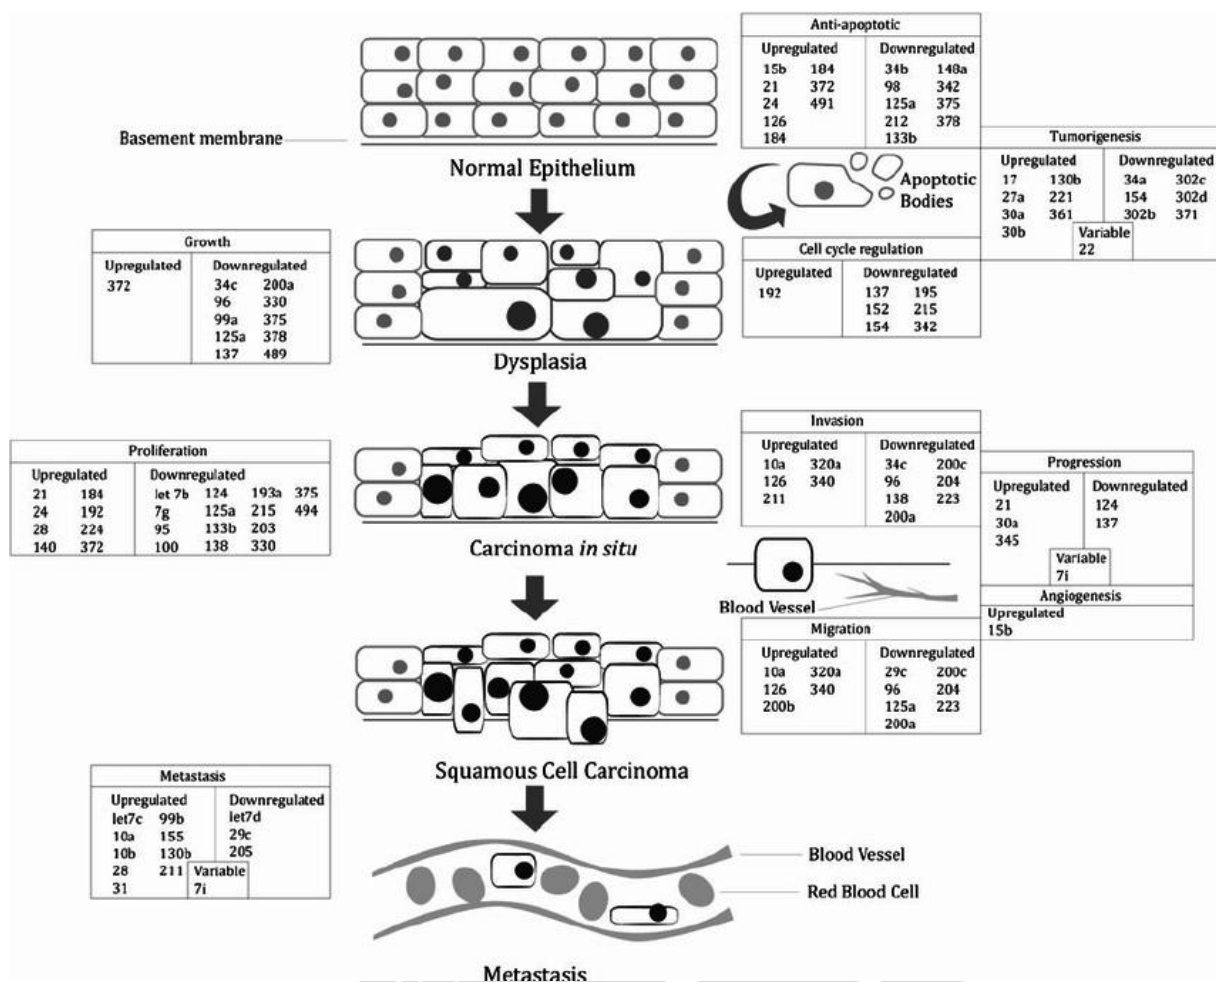 Anti-apoptotic
Upregulated Downregulated
15b 184 34b 148a
21 372 98 342
24 491 125a 375
126 212 378
184 133b
Basement membrane
Normal Epithelium
Apoptotic
Bodies
Tumorigenesis
Upregulated Downregulated
17 130b 34a 302c
27a 221 154 302d
30a 361 302b 371
30b Variable
22
Growth
Upregulated Downregulated
372 34c 200a
96 330
99a 375
125a 378
137 489
Cell cycle regulation
Upregulated Downregulated
192 137 195
152 215
154 342
Dysplasia
Proliferation
Upregulated Downregulated
21 184 let 7b 124 193a 375
24 192 7g 125a 215 494
28 224 95 133b 203
140 372 100 138 330
Carcinoma in situ
Invasion
Upregulated Downregulated
10a 320a 34c 200c
126 340 96 204
211 138 223
200a
Progression
Upregulated Downregulated
21 124
30a 137
345
Variable
7i
Blood Vessel
Angiogenesis
Upregulated
15b
Migration
Upregulated Downregulated
10a 320a 29c 200c
126 340 96 204
200b 125a 223
200a
Squamous Cell Carcinoma
Metastasis
Upregulated Downregulated
let7c 99b let7d
10a 155 29c
10b 130b 205
28 211 Variable
31 7i
Blood Vessel
Red Blood Cell
Metastasis